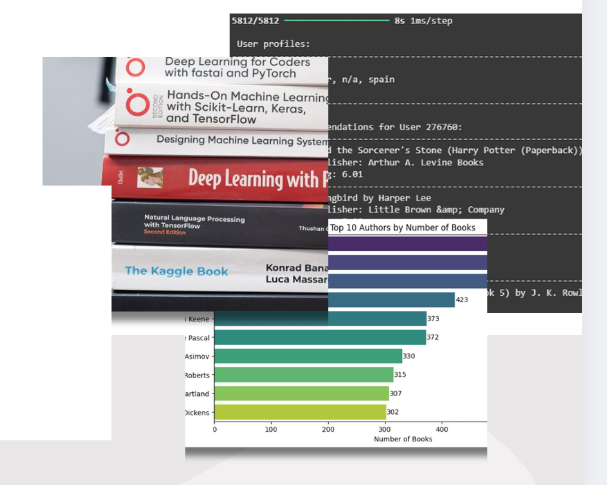 5812/5812 ———————————— 8s 1ms/step
User profiles:
r, n/a, spain
endations for User 276760:
d the Sorcerer's Stone (Harry Potter (Paperback))
lisher: Arthur A. Levine Books
g: 6.01
ngbird by Harper Lee
lisher: Little Brown &amp; Company
k 5) by J. K. Rowl
Deep Learning for Coders
with fastai and PyTorch
SECOND
EDITION
Hands-On Machine Learning
with Scikit-Learn, Keras,
and TensorFlow
Designing Machine Learning System
Chollet
Deep Learning with P
Natural Language Processing
with TensorFlow
Second Edition
Thushan
The Kaggle Book
Konrad Bana
Luca Massar
Top 10 Authors by Number of Books
423
Keene
373
Pascal
372
Asimov
330
Roberts
315
artland
307
Dickens
302
0 100 200 300 400
Number of Books